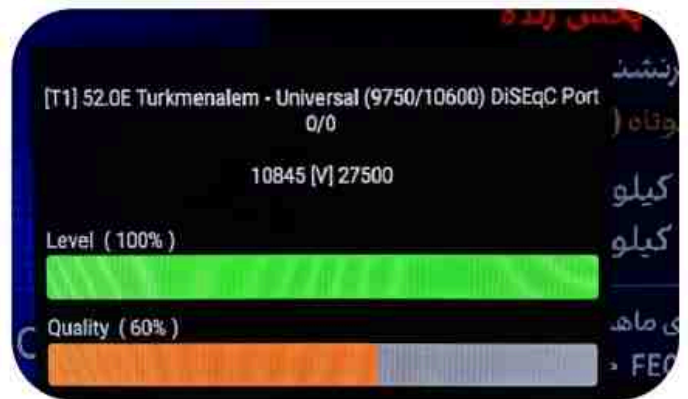 پخش زنده
[T1] 52.0E Turkmenalem - Universal (9750/10600) DiSEqC Port
0/0
10845 [V] 27500
کیلو
Level ( 100% )
کیلو
Quality ( 60% )